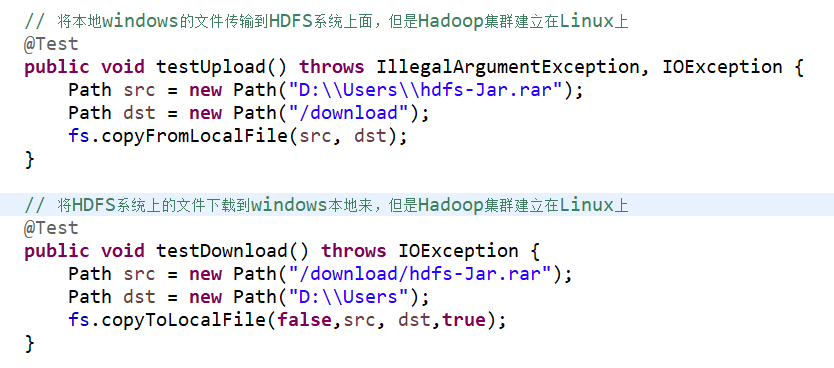 // 将本地windows的文件传输到HDFS系统上面，但是Hadoop集群建立在Linux上
@Test
public void testUpload() throws IllegalArgumentException, IOException {
    Path src = new Path("D:\\Users\\hdfs-Jar.rar");
    Path dst = new Path("/download");
    fs.copyFromLocalFile(src, dst);
}
// 将HDFS系统上的文件下载到windows本地来，但是Hadoop集群建立在Linux上
@Test
public void testDownload() throws IOException {
    Path src = new Path("/download/hdfs-Jar.rar");
    Path dst = new Path("D:\\Users");
    fs.copyToLocalFile(false,src, dst,true);
}